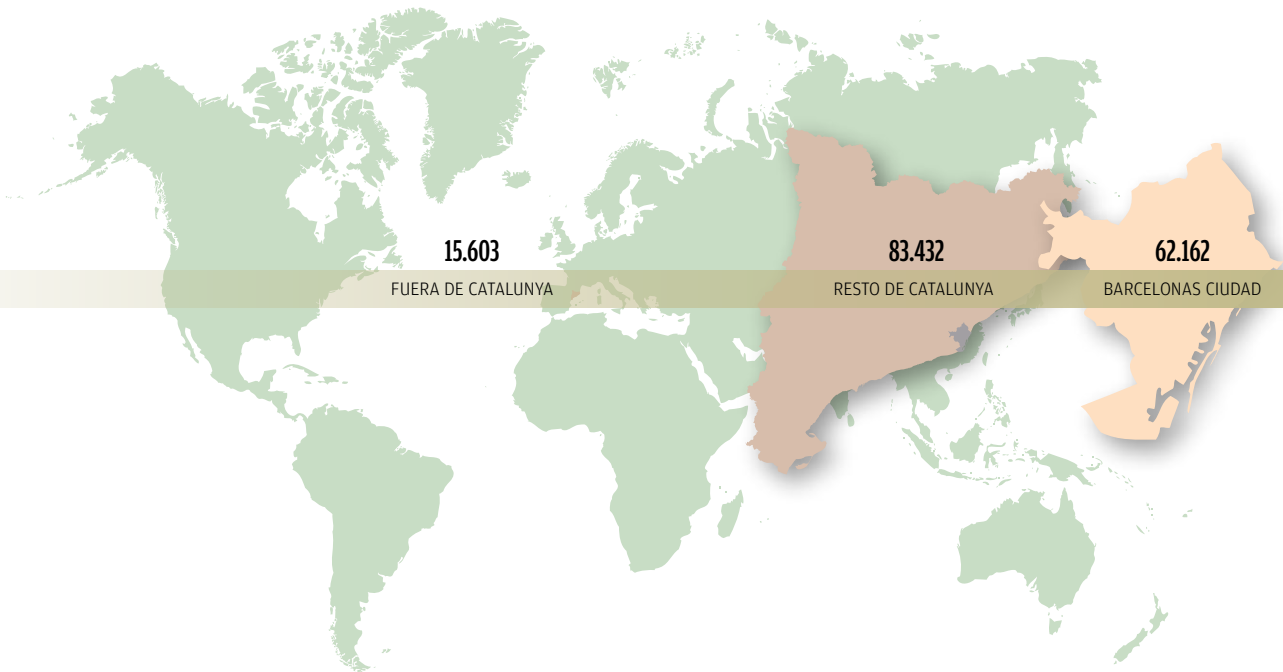 15.603
FUERA DE CATALUNYA
83.432
RESTO DE CATALUNYA
62.162
BARCELONAS CIUDAD